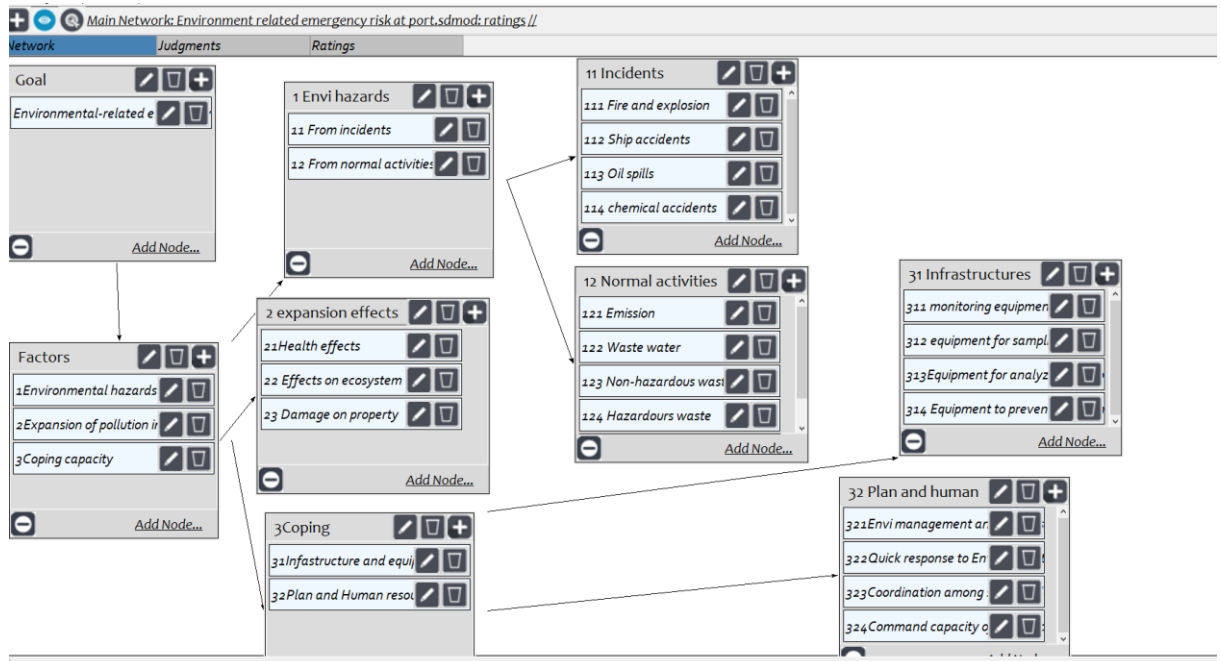 Main Network: Environment related emergency risk at port.sdmod: ratings //
Network
Judgments
Ratings
Goal
Environmental-related e
Add Node...
Factors
1Environmental hazards
2Expansion of pollution i
3Coping capacity
Add Node...
1 Envi hazards
11 From incidents
12 From normal activities
Add Node...
2 expansion effects
21Health effects
22 Effects on ecosystem
23 Damage on property
Add Node...
3Coping
31Infastructure and equi
32Plan and Human reso
11 Incidents
111 Fire and explosion
112 Ship accidents
113 Oil spills
114 chemical accidents
Add Node...
12 Normal activities
121 Emission
122 Waste water
123 Non-hazardous wast
124 Hazardours waste
Add Node...
31 Infrastructures
311 monitoring equipmen
312 equipment for sampl
313Equipment for analyz
314 Equipment to preven
Add Node...
32 Plan and human
321Envi management an
322Quick response to En
323Coordination among
324Command capacity o